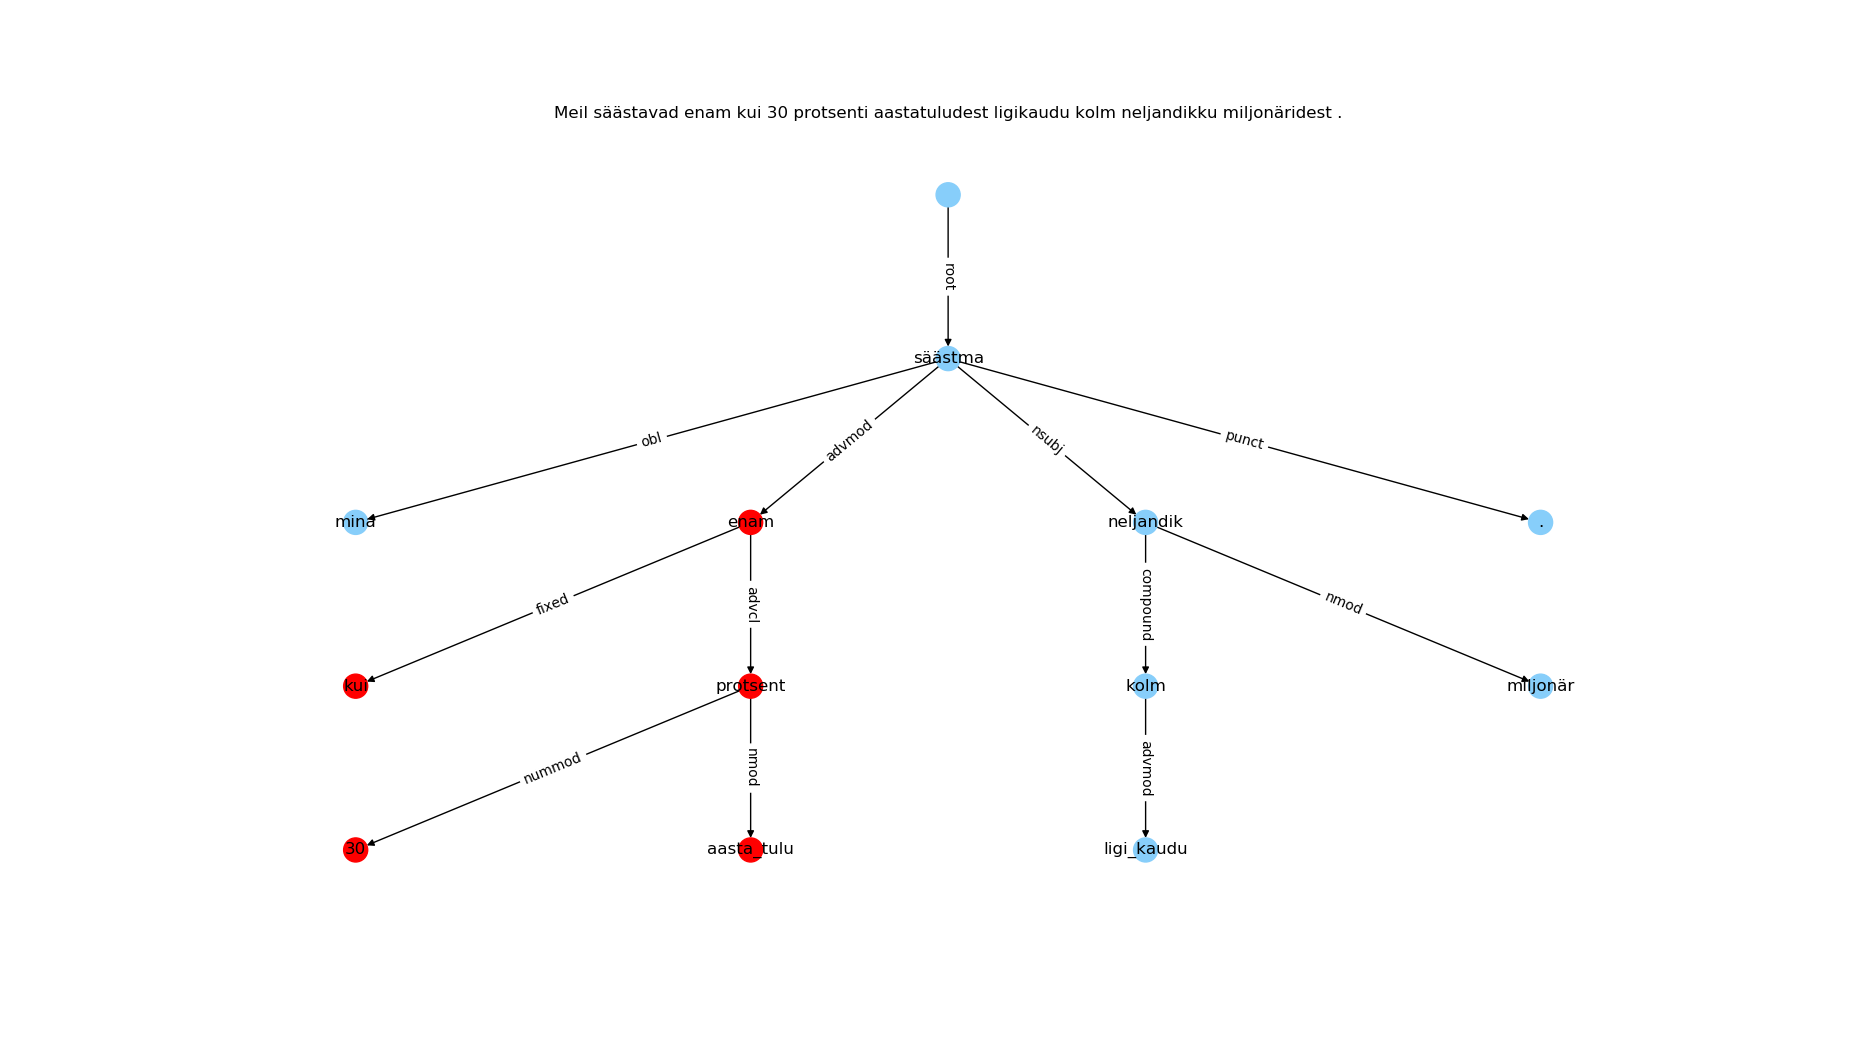 Meil säästavad enam kui 30 protsenti aastatuludest ligikaudu kolm neljandikku miljonäridest .
root
säästma
obl
advmod
nsubj
punct
mina
enam
neljandik
.
fixed
advcl
compound
nmod
kui
protsent
kolm
miljonär
nummod
nmod
advmod
30
aasta_tulu
ligi_kaudu